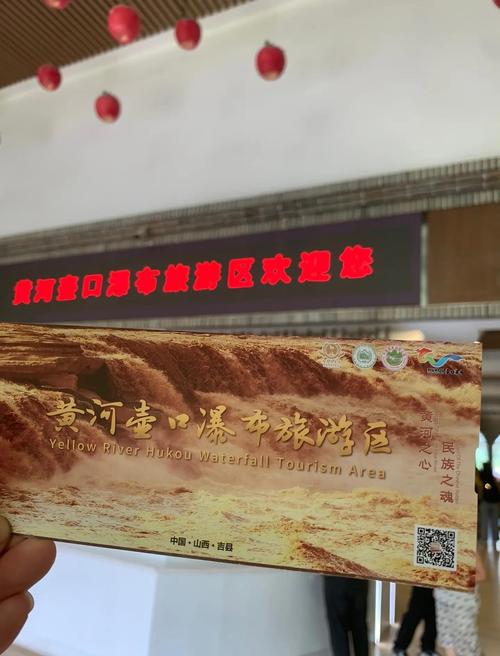 黄河壶口瀑布旅游区欢迎您
黄河壶口瀑布旅游区
Yellow River Hukou Waterfall Tourism Area
黄河之心
民族之魂
中国·山西·吉县